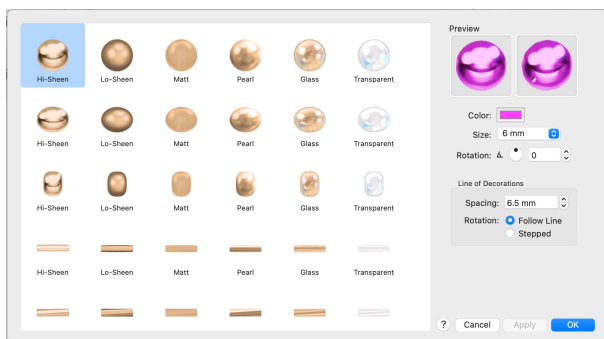 Preview
Hi-Sheen Lo-Sheen Matt Pearl Glass Transparent
Color:
Size: 6 mm
Hi-Sheen Lo-Sheen Matt Pearl Glass Transparent
Rotation: 0
Line of Decorations
Hi-Sheen Lo-Sheen Matt Pearl Glass Transparent
Spacing: 6.5 mm
Rotation: Follow Line
Stepped
Hi-Sheen Lo-Sheen Matt Pearl Glass Transparent
? Cancel Apply OK